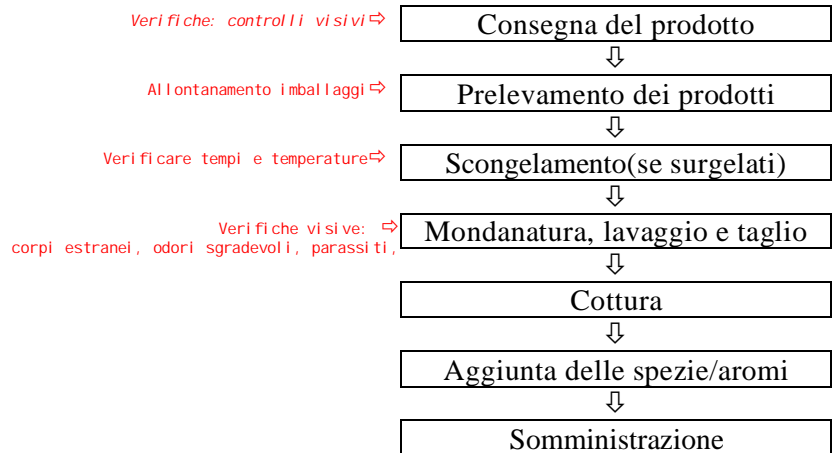 Verifiche: controlli visivi⇨ Consegna del prodotto
⇩
Allontanamento imballaggi⇨ Prelevamento dei prodotti
⇩
Verificare tempi e temperature⇨ Scongelamento(se surgelati)
⇩
Verifiche visive: ⇨ Mondanatura, lavaggio e taglio
corpi estranei, odori sgradevoli, parassiti,
⇩
Cottura
⇩
Aggiunta delle spezie/aromi
⇩
Somministrazione